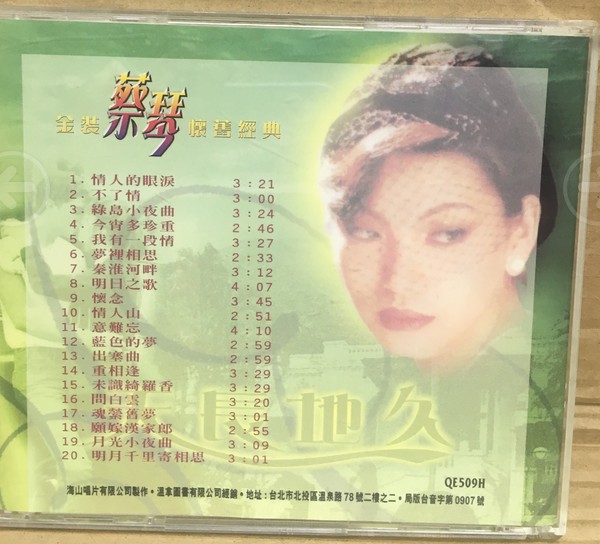 金裝 蔡琴 懷舊經典
1. 情人的眼淚 3:21
2. 不了情 3:00
3. 綠島小夜曲 3:24
4. 今宵多珍重 2:46
5. 我有一段情 3:27
6. 夢裡相思 2:33
7. 秦淮河畔 3:12
8. 明日之歌 4:07
9. 懷念 3:45
10. 情人山 2:51
11. 意難忘 4:10
12. 藍色的夢 2:59
13. 出塞曲 2:59
14. 重相逢 3:29
15. 未識綺羅香 3:29
16. 問白雲 3:20
17. 魂縈舊夢 3:01
18. 願嫁漢家郎 2:55
19. 月光小夜曲 3:09
20. 明月千里寄相思 3:01
長地久
QE509H
海山唱片有限公司製作•溫拿圖書有限公司經銷•地址:台北市北投區溫泉路78號二樓之二•局版台音字第0907號